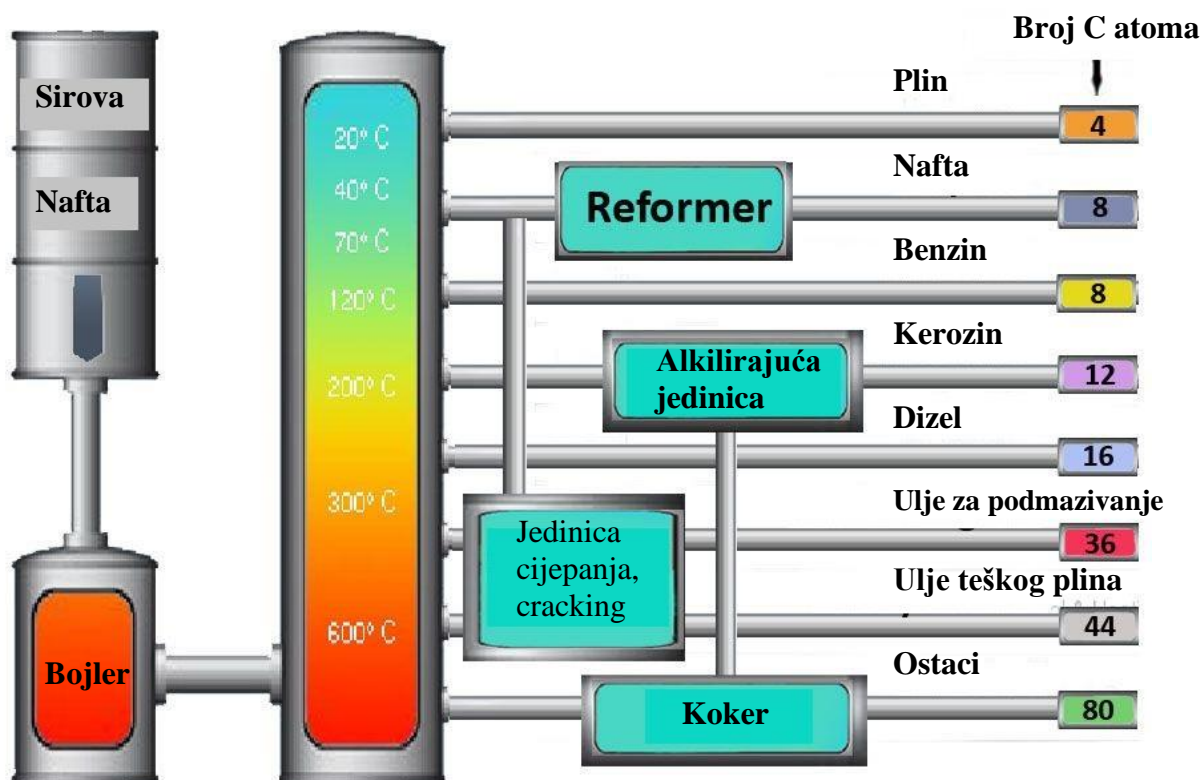 Broj C atoma
Sirova
Nafta
Bojler
20° C
40° C
70° C
120° C
200° C
300° C
600° C
Plin
4
Nafta
Reformer
8
Benzin
8
Kerozin
Alkilirajuća
jedinica
12
Dizel
16
Ulje za podmazivanje
Jedinica
cijepanja,
cracking
36
Ulje teškog plina
44
Ostaci
Koker
80